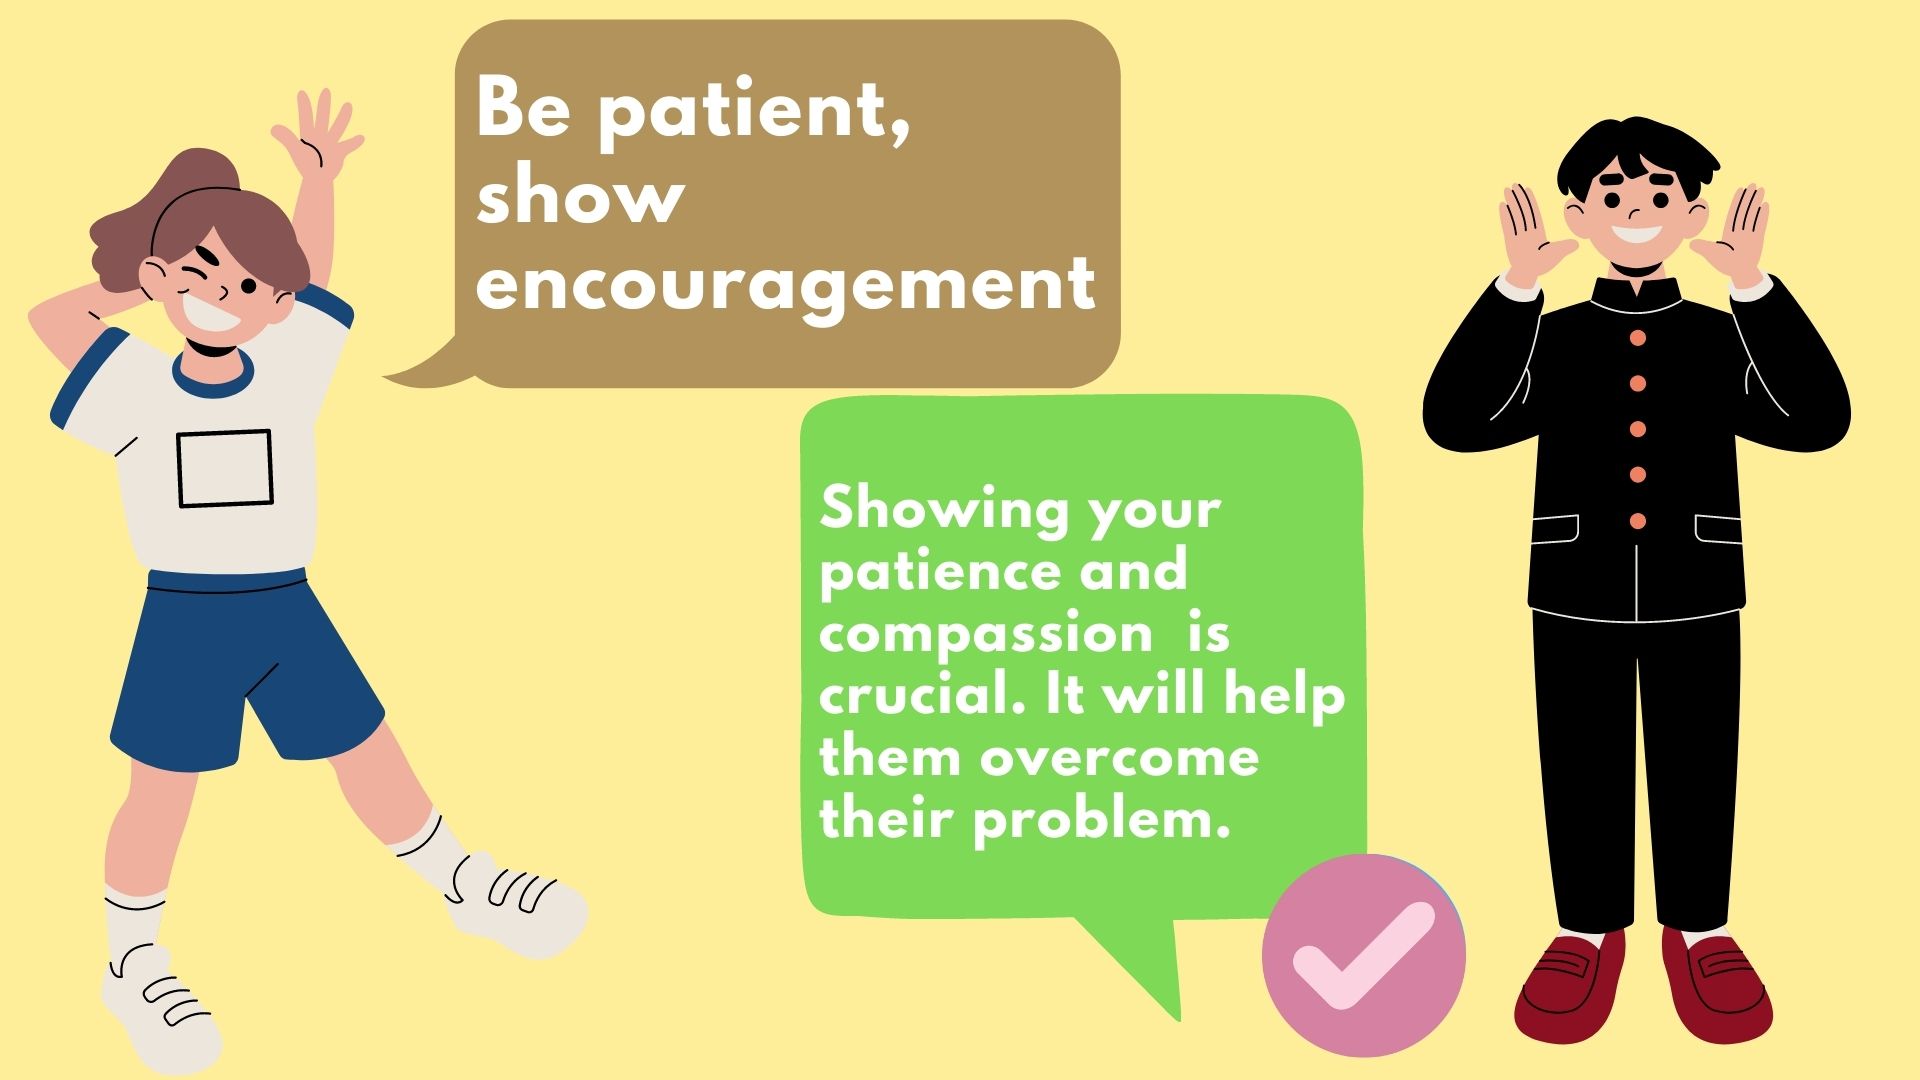 Be patient,
show
encouragement
Showing your
patience and
compassion  is
crucial. It will help
them overcome
their problem.